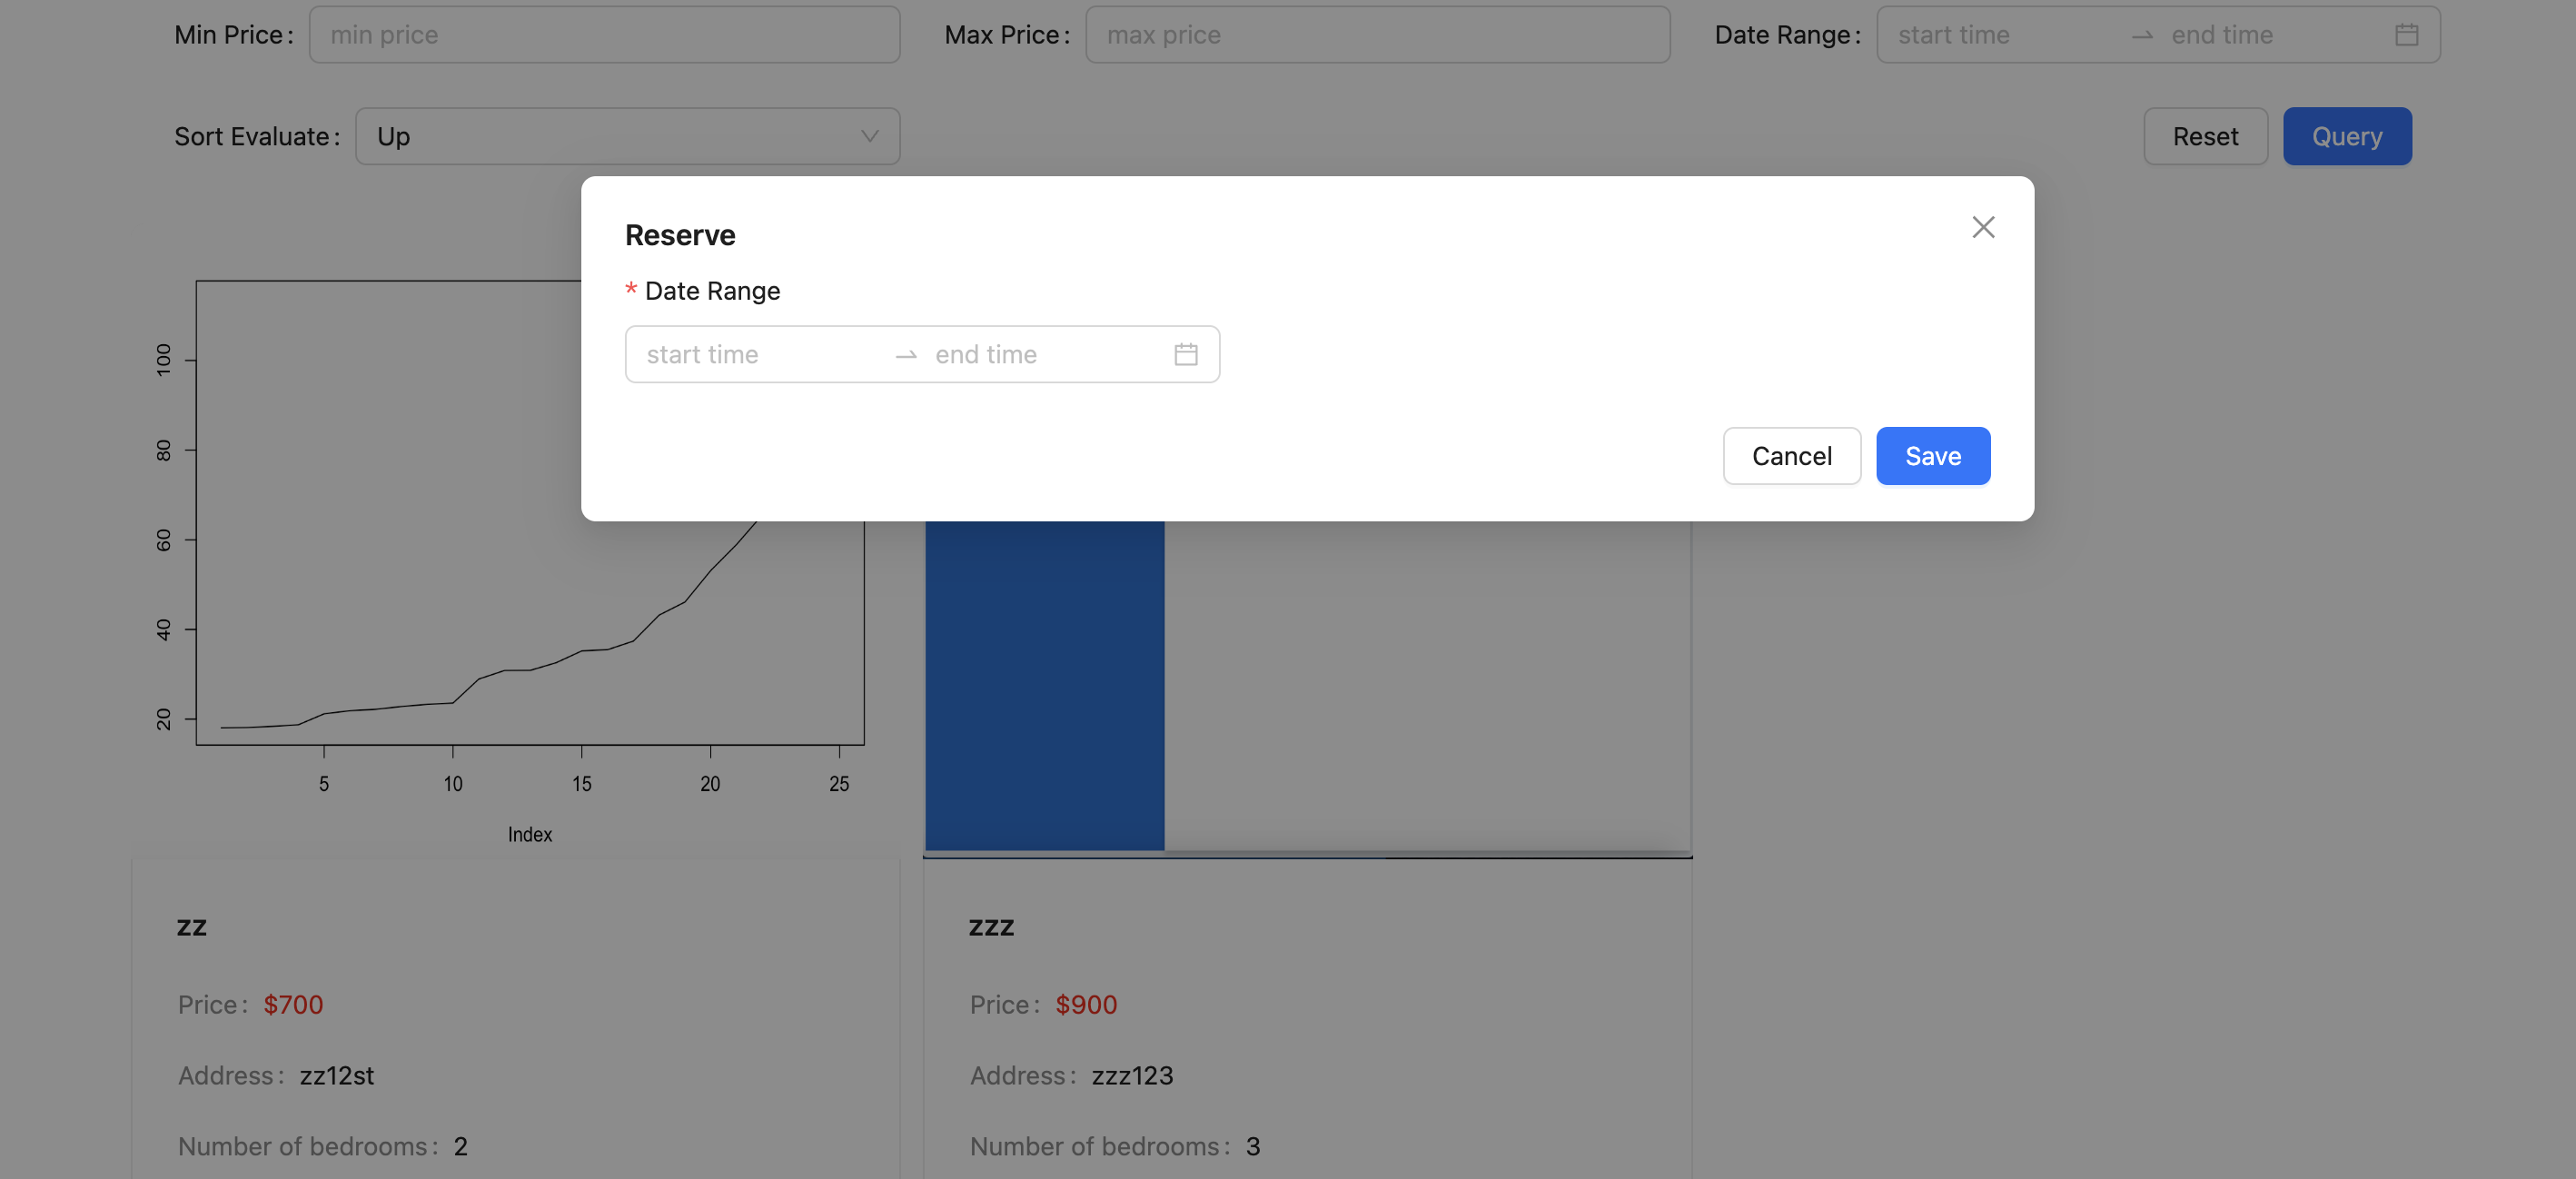 Min Price: min price Max Price: max price Date Range: start time → end time
Sort Evaluate: Up Reset Query
Reserve
* Date Range
start time → end time
Cancel Save
100
80
60
40
20
5 10 15 20 25
Index
zz
Price: $700
Address: zz12st
Number of bedrooms: 2
zzz
Price: $900
Address: zzz123
Number of bedrooms: 3